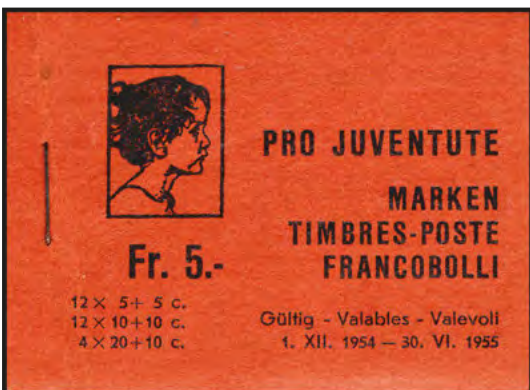 PRO JUVENTUTE
MARKEN
TIMBRES-POSTE
FRANCOBOLLI
Fr. 5.-
12 × 5 + 5 c.
12 × 10 + 10 c.
4 × 20 + 10 c.
Gültig - Valables - Valevoli
1. XII. 1954 — 30. VI. 1955